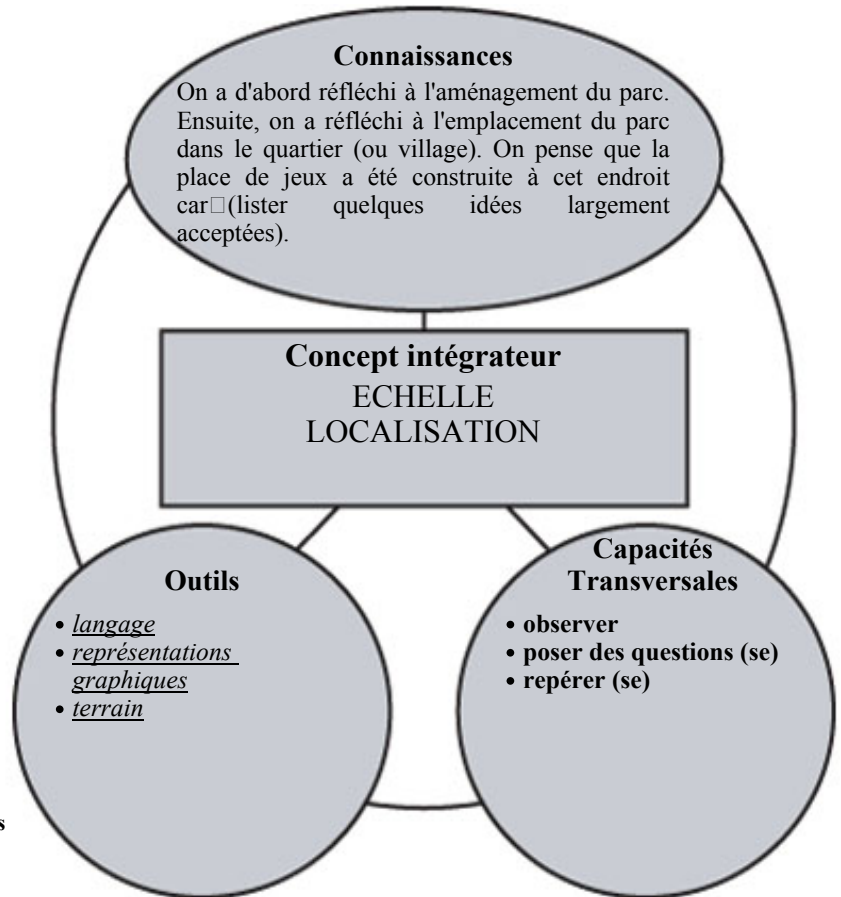 Connaissances
On a d'abord réfléchi à l'aménagement du parc.
Ensuite, on a réfléchi à l'emplacement du parc
dans le quartier (ou village). On pense que la
place de jeux a été construite à cet endroit
car□(lister quelques idées largement
acceptées).
Concept intégrateur
ECHELLE
LOCALISATION
Outils
• langage
• représentations
graphiques
• terrain
Capacités
Transversales
• observer
• poser des questions (se)
• repérer (se)
s